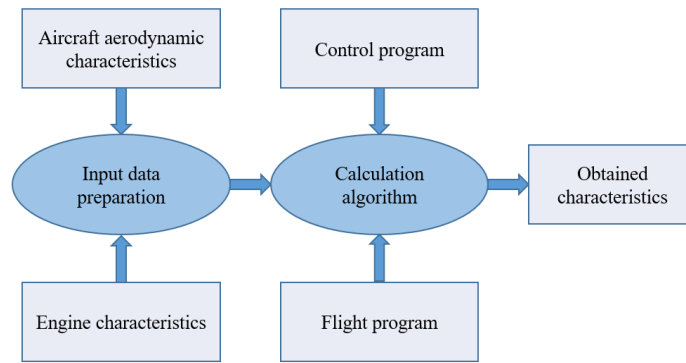 Aircraft aerodynamic
characteristics
Control program
Input data
preparation
Calculation
algorithm
Obtained
characteristics
Engine characteristics
Flight program